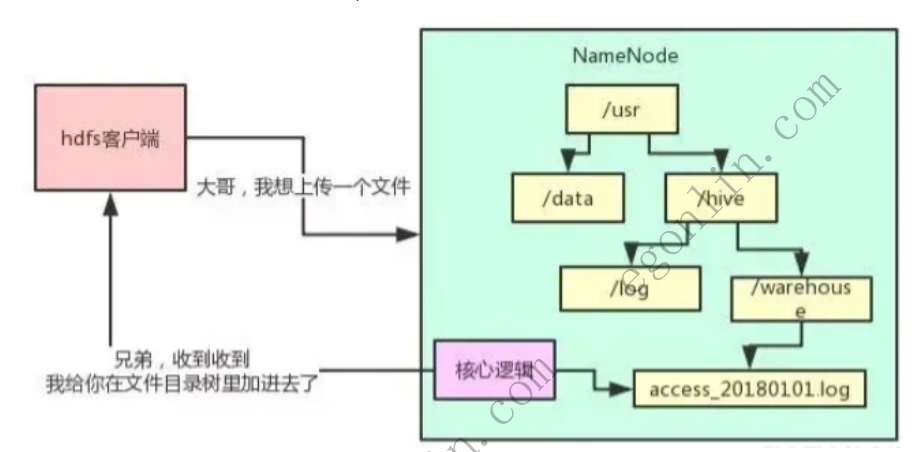 NameNode
/usr
hdfs客户端
大哥，我想上传一个文件
/data
/hive
/log
/warehous
e
兄弟，收到收到
我给你在文件目录树里加进去了
核心逻辑
access_20180101.log
egonlin.com